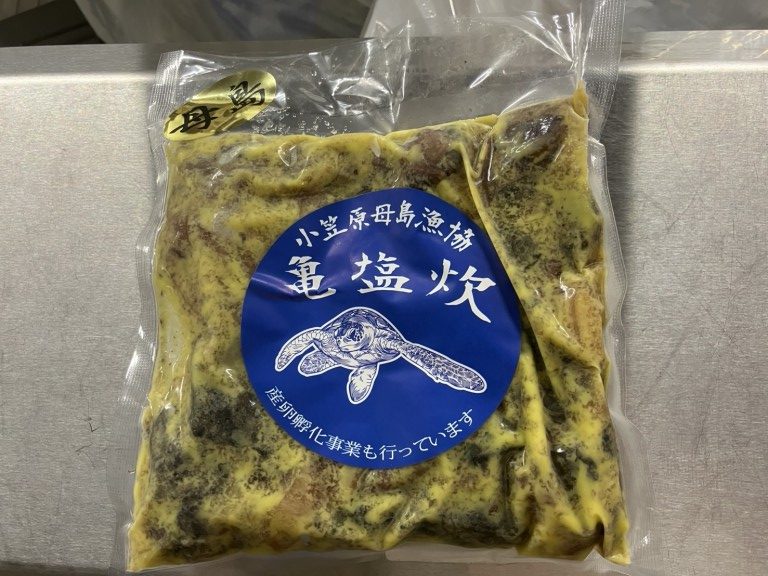 母島
小笠原母島漁協
亀塩炊
産卵孵化事業も行っています